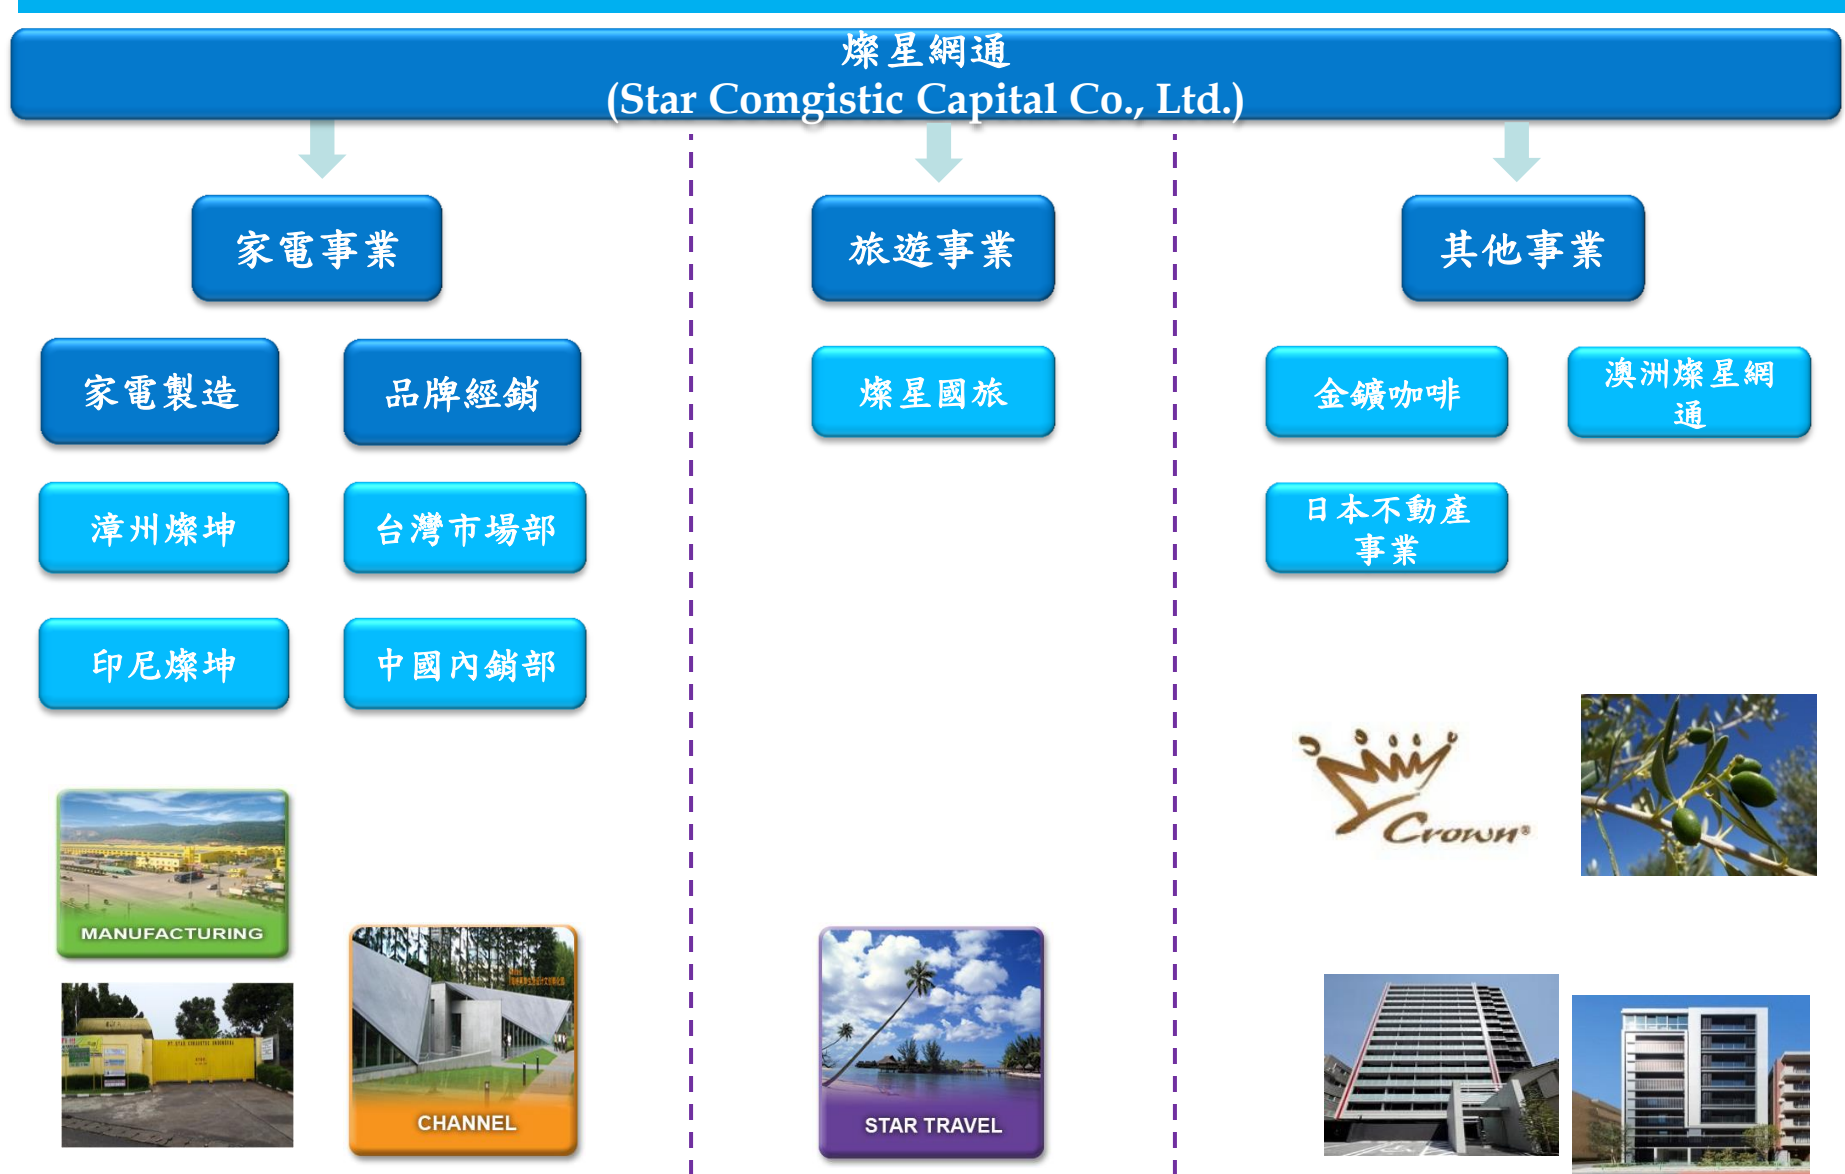 燦星網通
(Star Comgistic Capital Co., Ltd.)
家電事業
旅遊事業
其他事業
家電製造
品牌經銷
燦星國旅
金鑛咖啡
澳洲燦星網
通
漳州燦坤
台灣市場部
日本不動產
事業
印尼燦坤
中國內銷部
Crown®
MANUFACTURING
CHANNEL
STAR TRAVEL